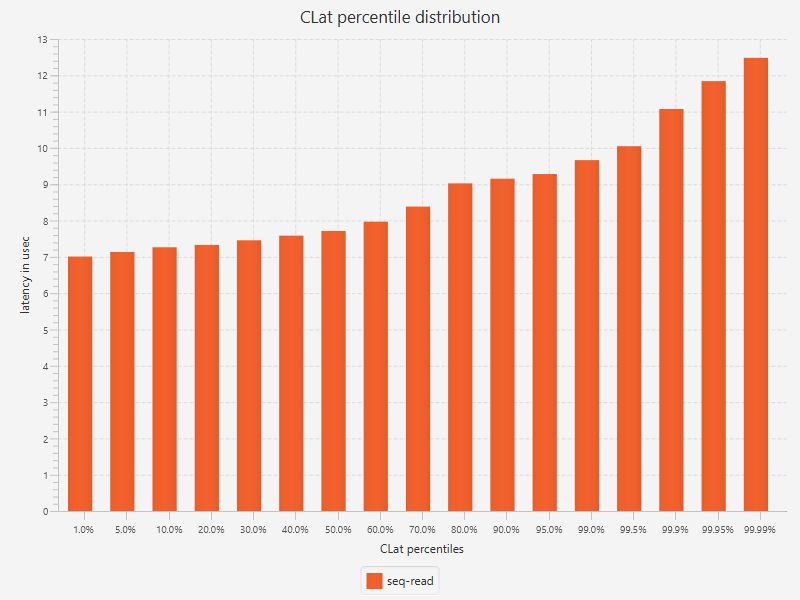 CLat percentile distribution
latency in usec
13
12
11
10
9
8
7
6
5
4
3
2
1
0
1.0% 5.0% 10.0% 20.0% 30.0% 40.0% 50.0% 60.0% 70.0% 80.0% 90.0% 95.0% 99.0% 99.5% 99.9% 99.95% 99.99%
CLat percentiles
seq-read